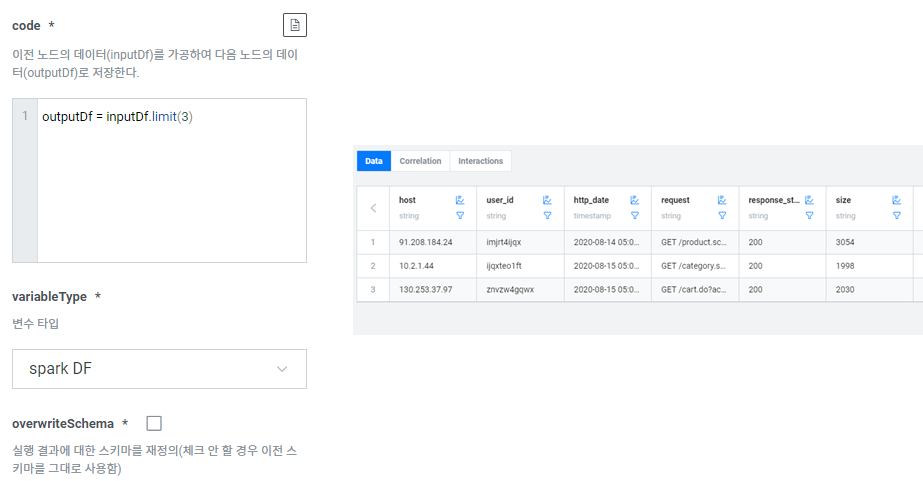 code *
이전 노드의 데이터(inputDf)를 가공하여 다음 노드의 데이
터(outputDf)로 저장한다.
1 outputDf = inputDf.limit(3)
variableType *
변수 타입
spark DF
overwriteSchema *
실행 결과에 대한 스키마를 재정의(체크 안 할 경우 이전 스
키마를 그대로 사용함)
Data Correlation Interactions
host user_id http_date request response_st... size
string string timestamp string string string
1 91.208.184.24 imjrt4ijqx 2020-08-14 05:0... GET /product.sc... 200 3054
2 10.2.1.44 ijqxteo1ft 2020-08-15 05:0... GET /category.s... 200 1998
3 130.253.37.97 znvzw4gqwx 2020-08-15 05:0... GET /cart.do?ac... 200 2030